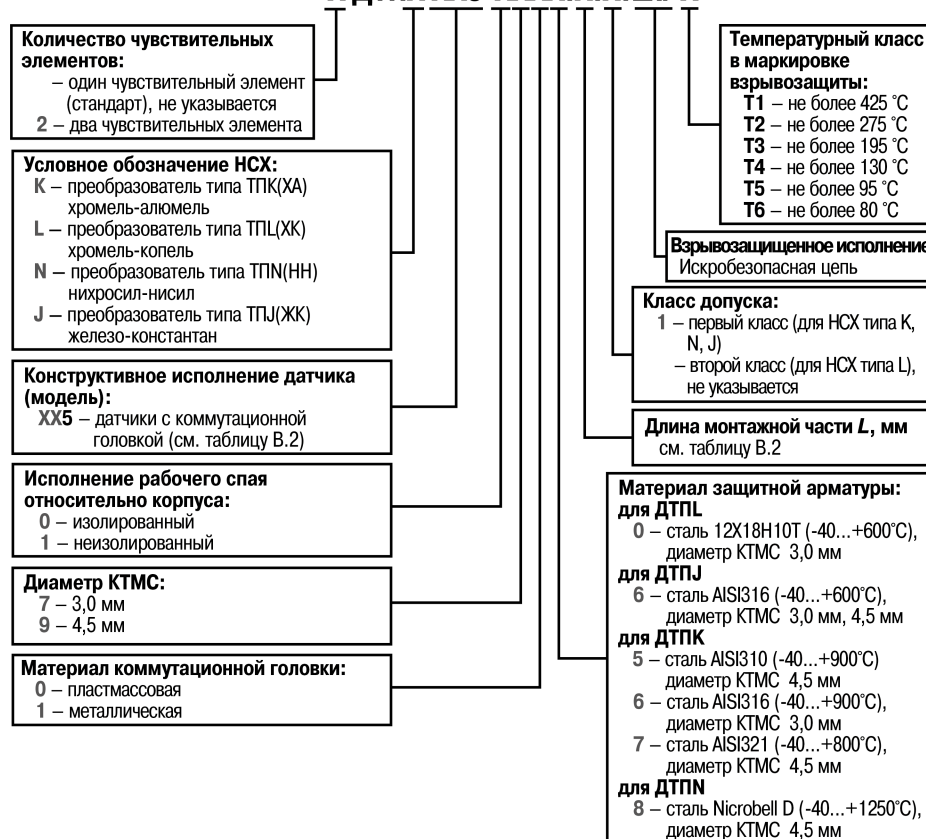 Количество чувствительных
элементов:
– один чувствительный элемент
(стандарт), не указывается
2 – два чувствительных элемента
Условное обозначение НСХ:
K – преобразователь типа ТПK(ХА)
хромель-алюмель
L – преобразователь типа ТПL(ХК)
хромель-копель
N – преобразователь типа ТПN(НН)
нихросил-нисил
J – преобразователь типа ТПJ(ЖК)
железо-константан
Конструктивное исполнение датчика
(модель):
XX5 – датчики с коммутационной
головкой (см. таблицу В.2)
Исполнение рабочего спая
относительно корпуса:
0 – изолированный
1 – неизолированный
Диаметр КТМС:
7 – 3,0 мм
9 – 4,5 мм
Материал коммутационной головки:
0 – пластмассовая
1 – металлическая
Температурный класс
в маркировке
взрывозащиты:
T1 – не более 425 °С
T2 – не более 275 °С
T3 – не более 195 °С
T4 – не более 130 °С
T5 – не более 95 °С
T6 – не более 80 °С
Взрывозащищенное исполнение
Искробезопасная цепь
Класс допуска:
1 – первый класс (для НСХ типа K,
N, J)
– второй класс (для НСХ типа L),
не указывается
Длина монтажной части L, мм
см. таблицу В.2
Материал защитной арматуры:
для ДТПL
0 – сталь 12Х18Н10Т (-40...+600°С),
диаметр КТМС 3,0 мм
для ДТПJ
6 – сталь AISI316 (-40...+600°С),
диаметр КТМС 3,0 мм, 4,5 мм
для ДТПK
5 – сталь AISI310 (-40...+900°С)
диаметр КТМС 4,5 мм
6 – сталь AISI316 (-40...+900°С),
диаметр КТМС 3,0 мм
7 – сталь AISI321 (-40...+800°С),
диаметр КТМС 4,5 мм
для ДТПN
8 – сталь Nicrobell D (-40...+1250°С),
диаметр КТМС 4,5 мм